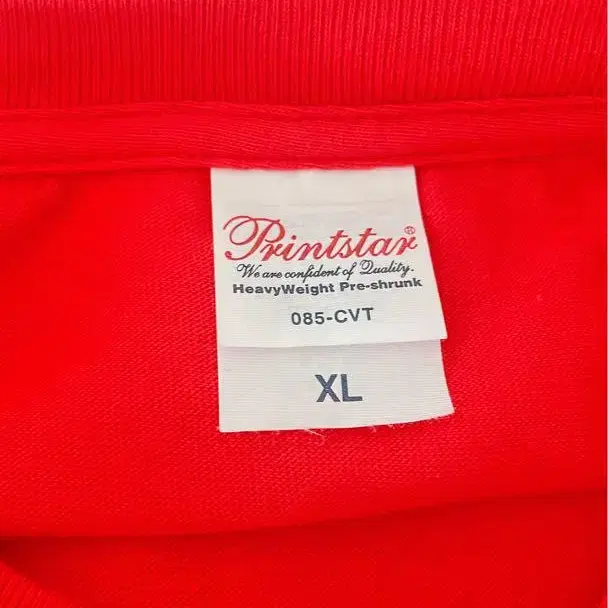 Printstar®
We are confident of Quality.
HeavyWeight Pre-shrunk
085-CVT
XL